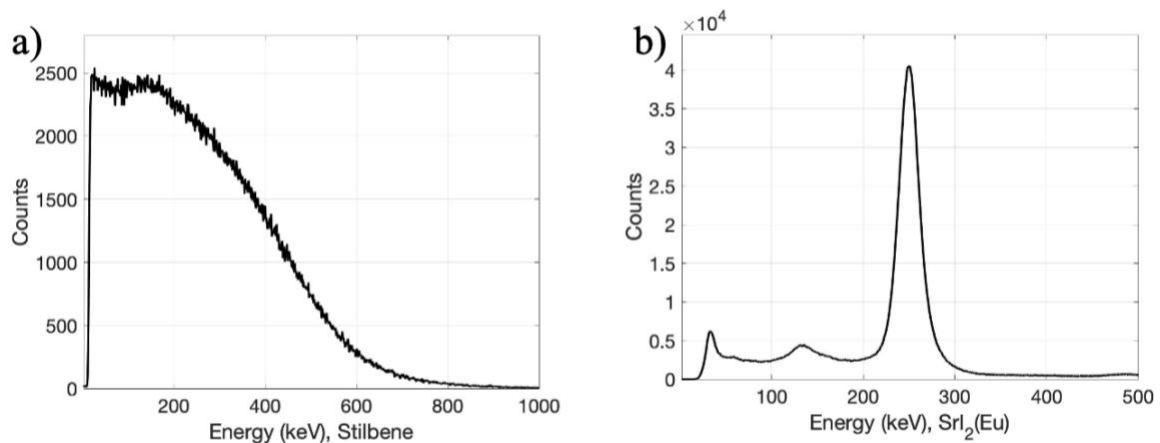 a)
2500
2000
1500
1000
500
0
Counts
200 400 600 800 1000
Energy (keV), Stilbene
b)
×10⁴
4
3.5
3
2.5
2
1.5
1
0.5
0
Counts
100 200 300 400 500
Energy (keV), SrI₂(Eu)